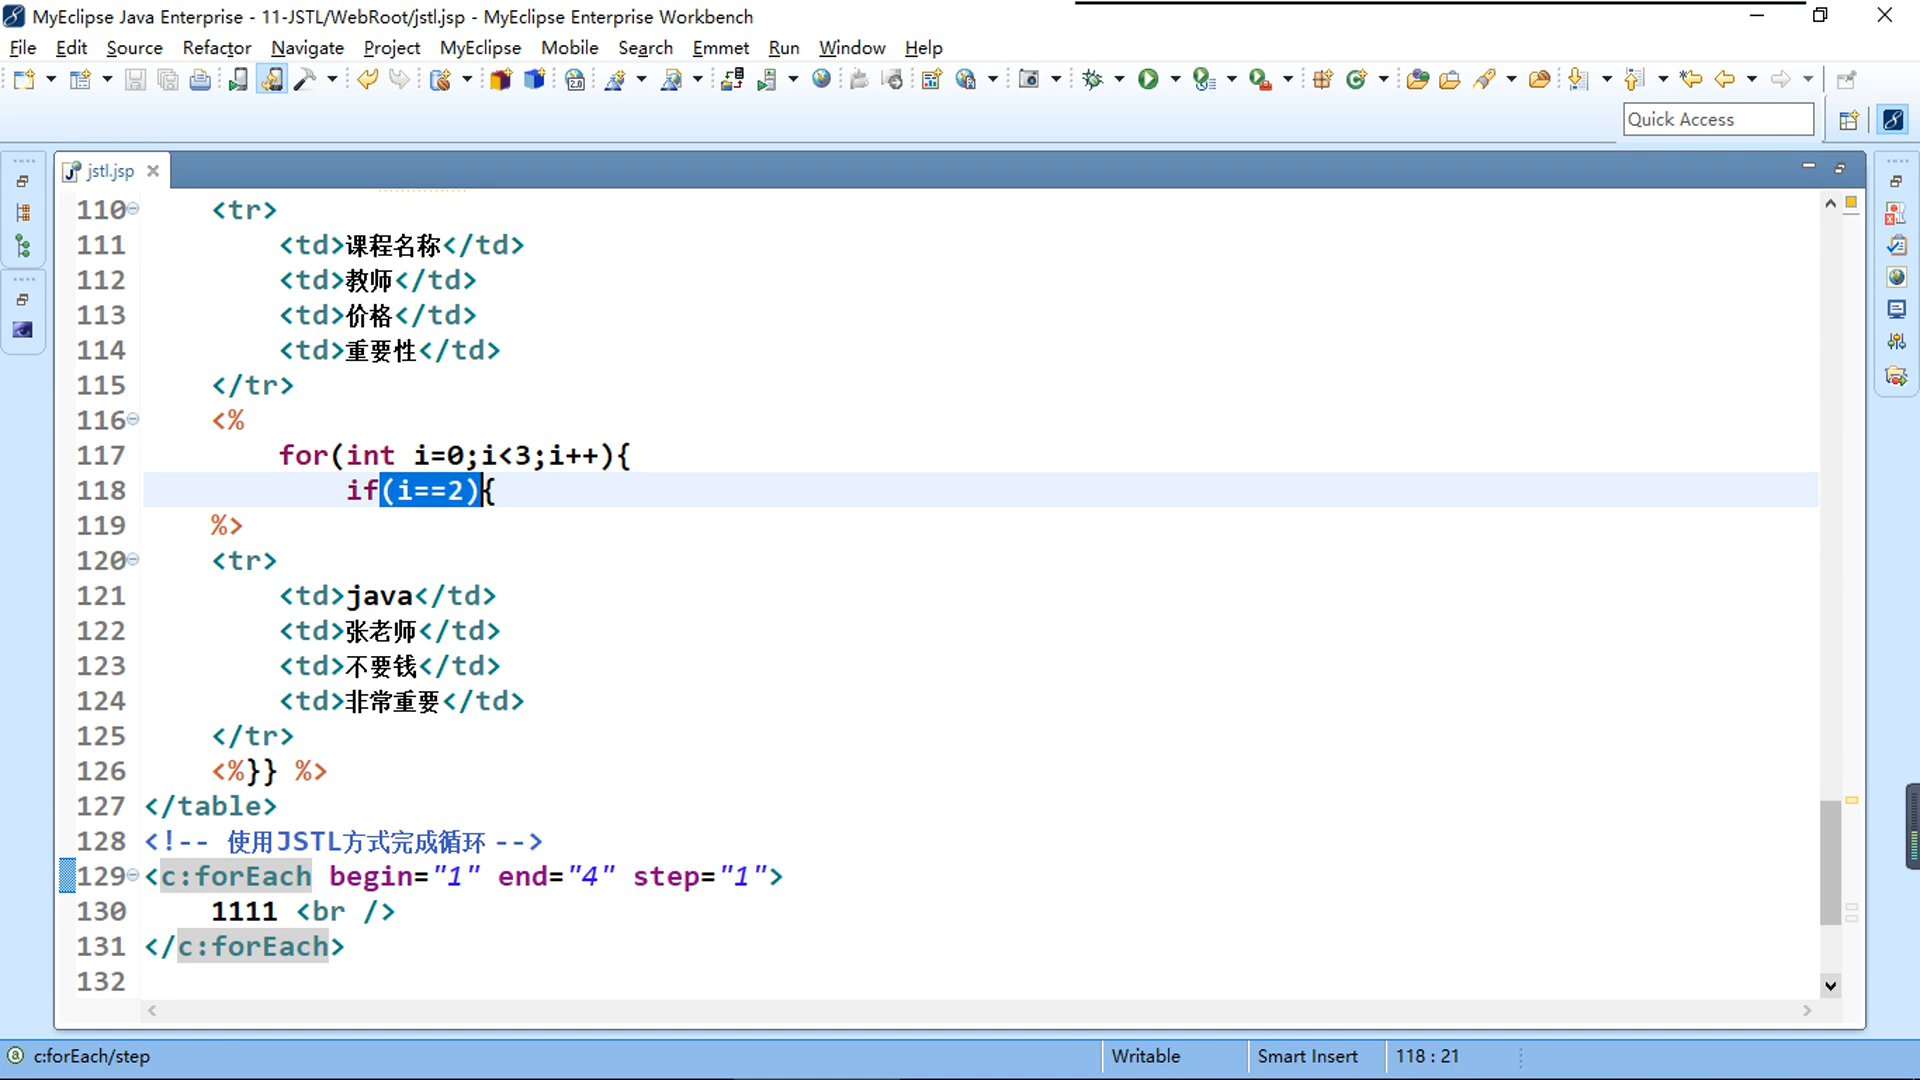 MyEclipse Java Enterprise - 11-JSTL/WebRoot/jstl.jsp - MyEclipse Enterprise Workbench
File Edit Source Refactor Navigate Project MyEclipse Mobile Search Emmet Run Window Help
Quick Access
jstl.jsp
110 <tr>
111 <td>课程名称</td>
112 <td>教师</td>
113 <td>价格</td>
114 <td>重要性</td>
115 </tr>
116 <%
117 for(int i=0;i<3;i++){
118 if(i==2){
119 %>
120 <tr>
121 <td>java</td>
122 <td>张老师</td>
123 <td>不要钱</td>
124 <td>非常重要</td>
125 </tr>
126 <%}} %>
127 </table>
128 <!-- 使用JSTL方式完成循环 -->
129 <c:forEach begin="1" end="4" step="1">
130 1111 <br />
131 </c:forEach>
132
c:forEach/step Writable Smart Insert 118 : 21